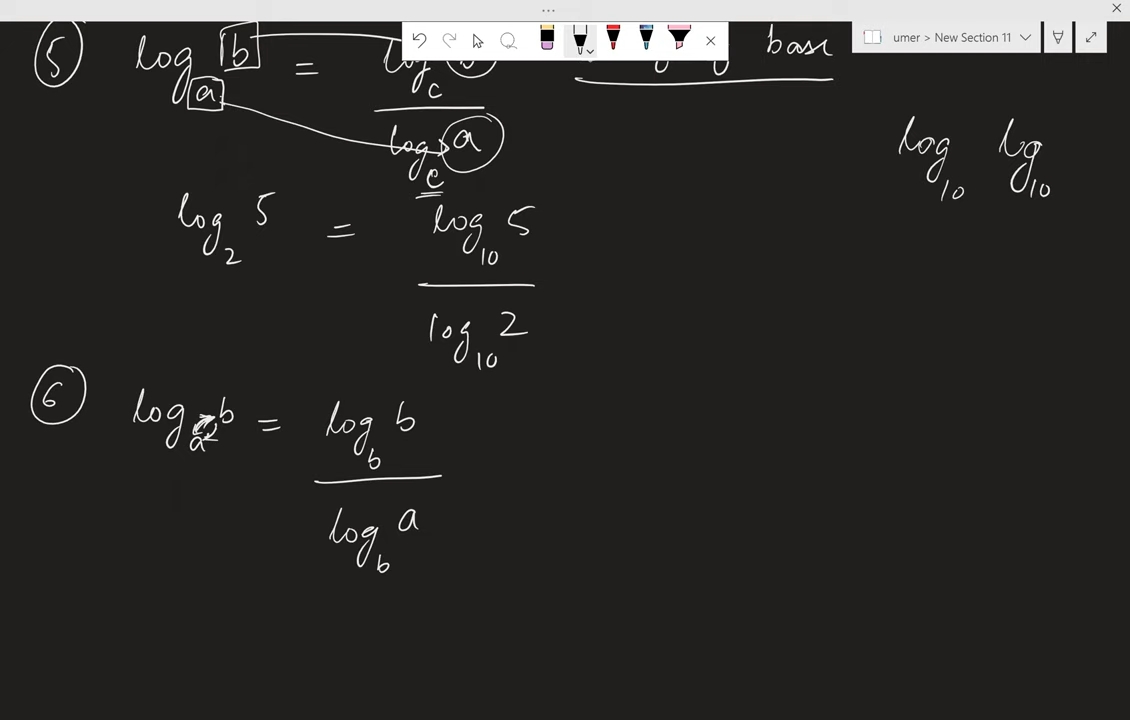 umer > New Section 11
5 log_a b = log_c b / log_c a base
log_10 log_10
log_2 5 = log_10 5 / log_10 2
6 log_a b = log_b b / log_b a